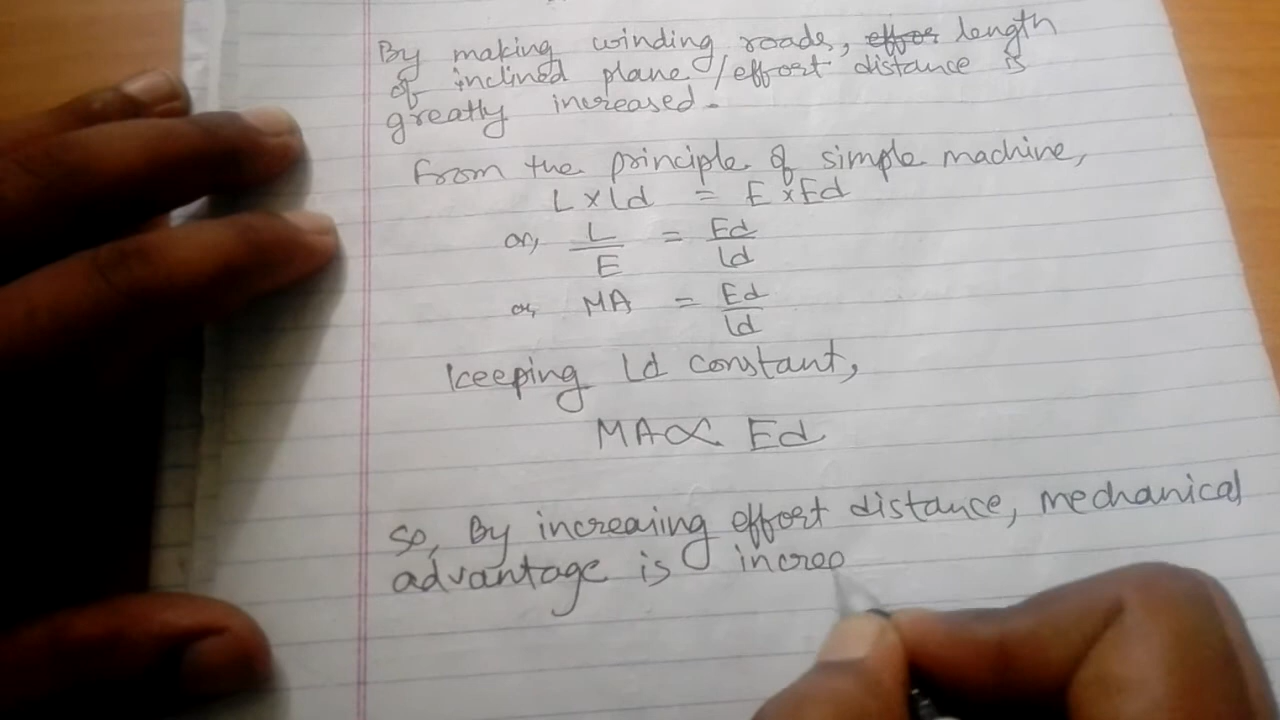 By making winding roads, effor length
of inclined plane / effort distance is
greatly increased.
From the principle of simple machine,
L × Ld = E × Ed
or, L/E = Ed/Ld
or, MA = Ed/Ld
keeping Ld constant,
MA ∝ Ed
So, By increaing effort distance, mechanical
advantage is increa